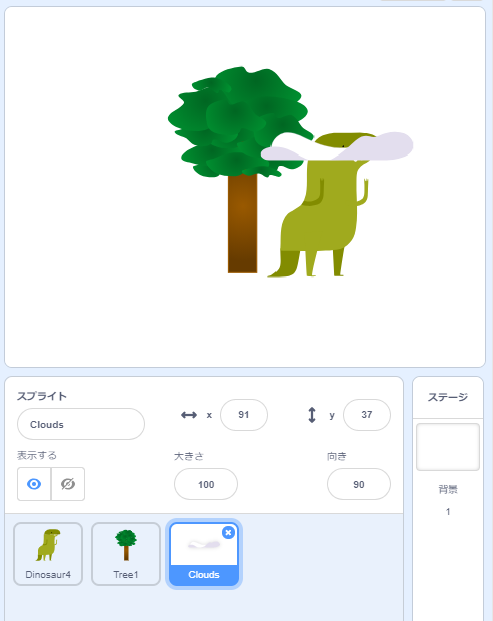 スプライト
Clouds
x 91
y 37
ステージ
表示する
大きさ 100
向き 90
背景
1
Dinosaur4
Tree1
Clouds